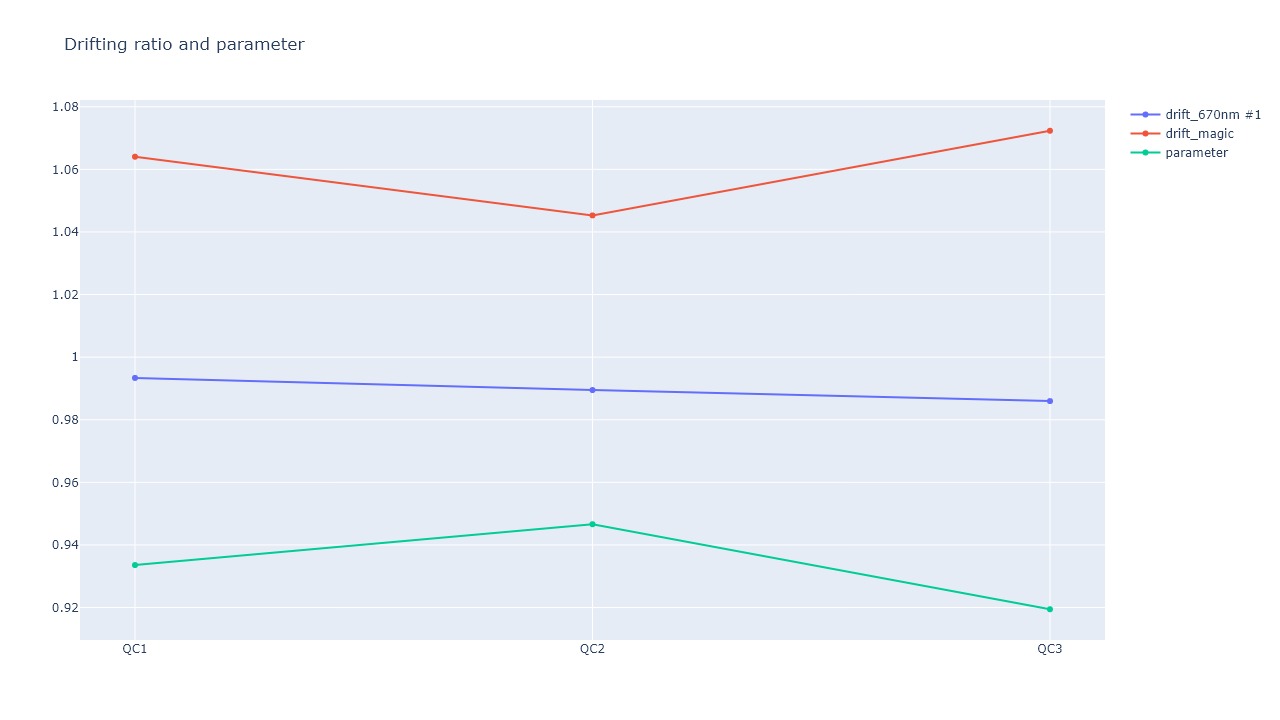 Drifting ratio and parameter
drift_670nm #1
drift_magic
parameter
1.08
1.06
1.04
1.02
1
0.98
0.96
0.94
0.92
QC1
QC2
QC3